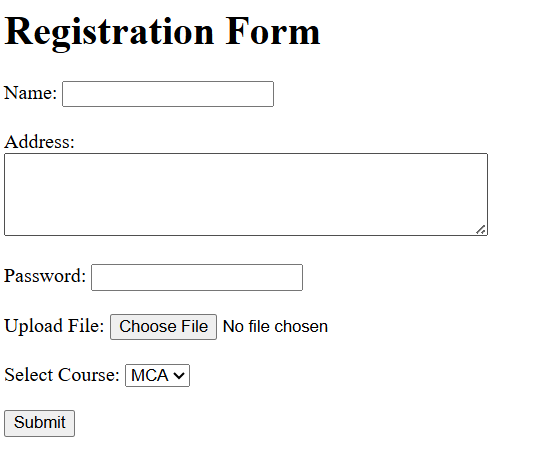 Registration Form
Name:
Address:
Password:
Upload File: Choose File No file chosen
Select Course: MCA
Submit